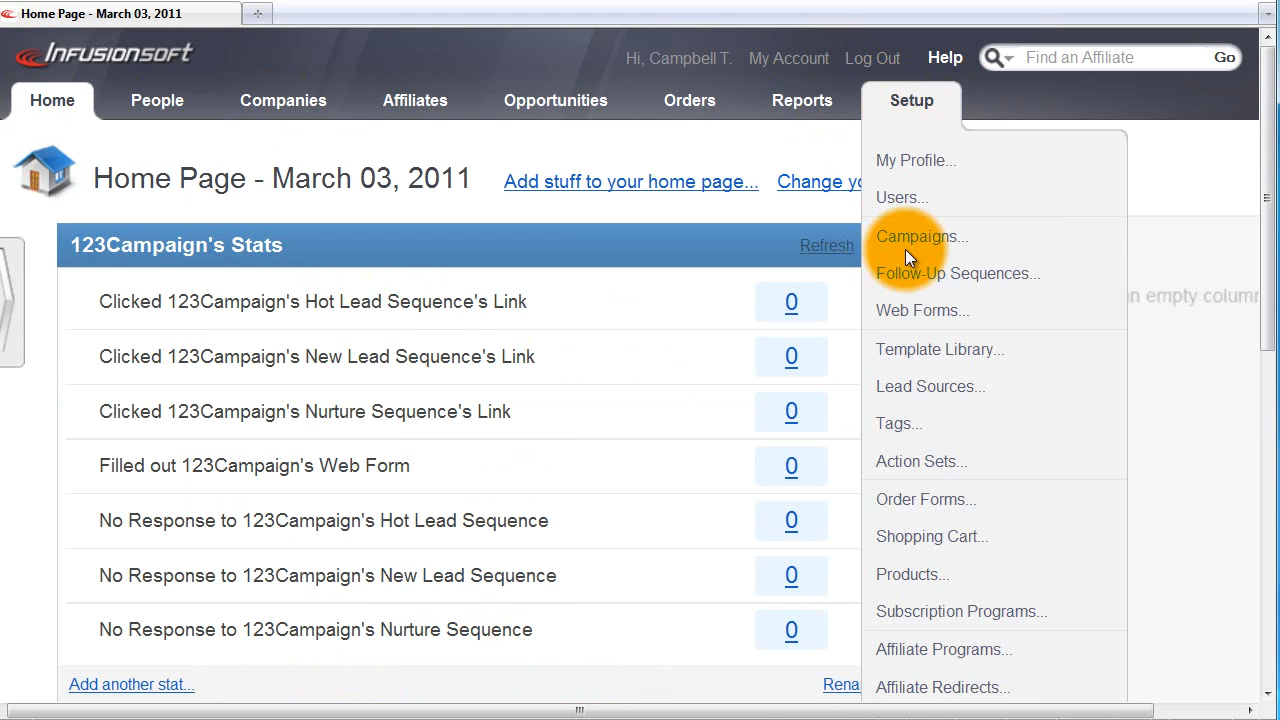 Home Page - March 03, 2011
Infusionsoft
Hi, Campbell T. My Account Log Out Help Find an Affiliate Go
Home People Companies Affiliates Opportunities Orders Reports Setup
Home Page - March 03, 2011 Add stuff to your home page... Change yo
My Profile...
Users...
Campaigns...
Follow-Up Sequences...
Web Forms...
Template Library...
Lead Sources...
Tags...
Action Sets...
Order Forms...
Shopping Cart...
Products...
Subscription Programs...
Affiliate Programs...
Affiliate Redirects...
123Campaign's Stats Refresh
Clicked 123Campaign's Hot Lead Sequence's Link 0
Clicked 123Campaign's New Lead Sequence's Link 0
Clicked 123Campaign's Nurture Sequence's Link 0
Filled out 123Campaign's Web Form 0
No Response to 123Campaign's Hot Lead Sequence 0
No Response to 123Campaign's New Lead Sequence 0
No Response to 123Campaign's Nurture Sequence 0
Add another stat... Rena
n empty column